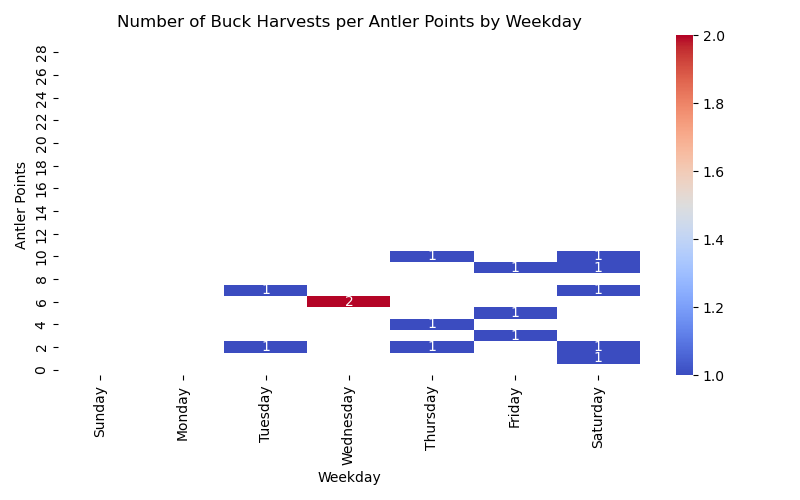 Number of Buck Harvests per Antler Points by Weekday
2.0
28
26
24
1.8
22
20
18
1.6
16
14
12
1.4
10 1 1
1 1
8
1 1
6 2
1.2
1
4 1
1
2 1 1 1
1
0
1.0
Antler Points
Sunday
Monday
Tuesday
Wednesday
Thursday
Friday
Saturday
Weekday